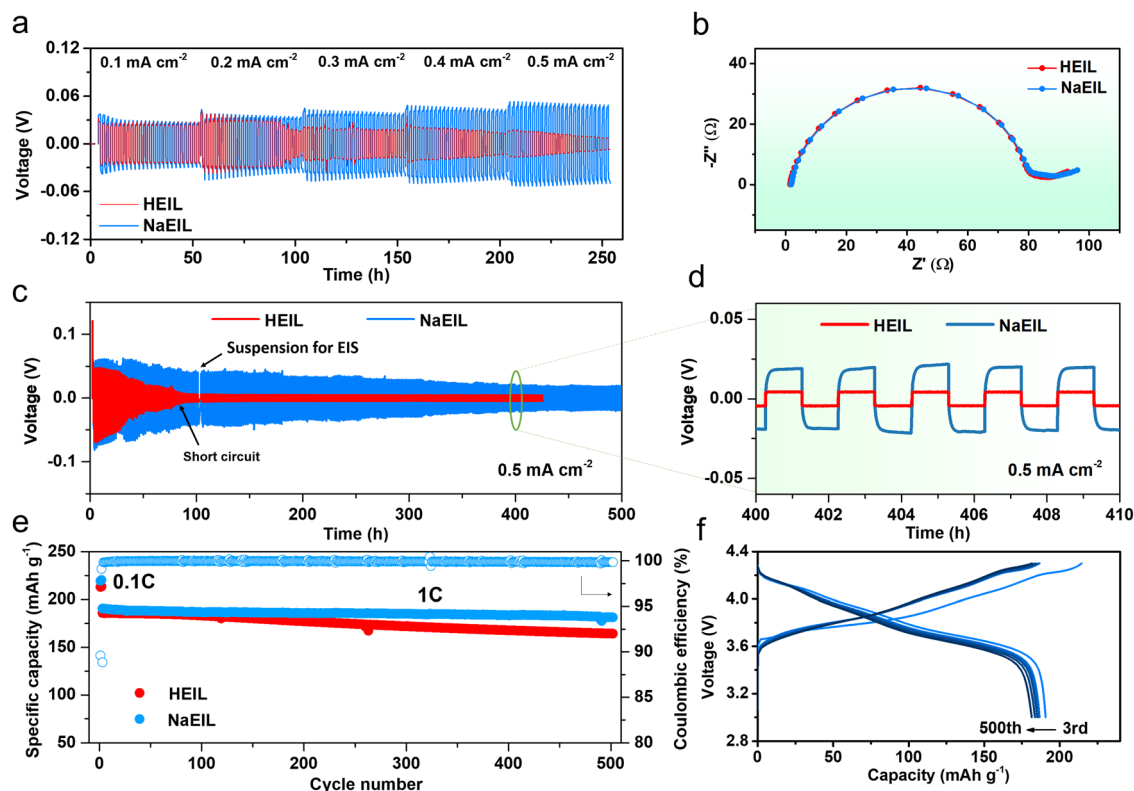 a
0.12
0.06
0.00
-0.06
-0.12
Voltage (V)
0.1 mA cm⁻²
0.2 mA cm⁻²
0.3 mA cm⁻²
0.4 mA cm⁻²
0.5 mA cm⁻²
HEIL
NaEIL
0 50 100 150 200 250
Time (h)
b
40
20
0
-Z'' (Ω)
HEIL
NaEIL
0 20 40 60 80 100
Z' (Ω)
c
0.1
0.0
-0.1
Voltage (V)
HEIL
NaEIL
Suspension for EIS
Short circuit
0.5 mA cm⁻²
0 100 200 300 400 500
Time (h)
d
0.05
0.00
-0.05
Voltage (V)
HEIL
NaEIL
0.5 mA cm⁻²
400 402 404 406 408 410
Time (h)
e
250
225
200
175
150
125
100
75
50
Specific capacity (mAh g⁻¹)
0.1C
1C
HEIL
NaEIL
100
95
90
95
80
Coulombic efficiency (%)
0 100 200 300 400 500
Cycle number
f
4.4
4.0
3.6
3.2
2.8
Voltage (V)
500th
3rd
0 50 100 150 200
Capacity (mAh g⁻¹)